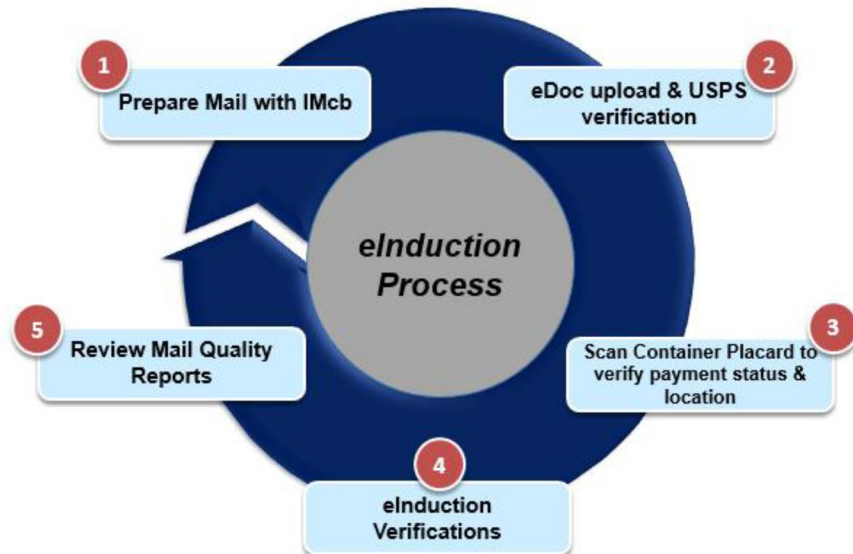 1
Prepare Mail with IMcb
2
eDoc upload & USPS
verification
eInduction
Process
3
Scan Container Placard to
verify payment status &
location
4
eInduction
Verifications
5
Review Mail Quality
Reports